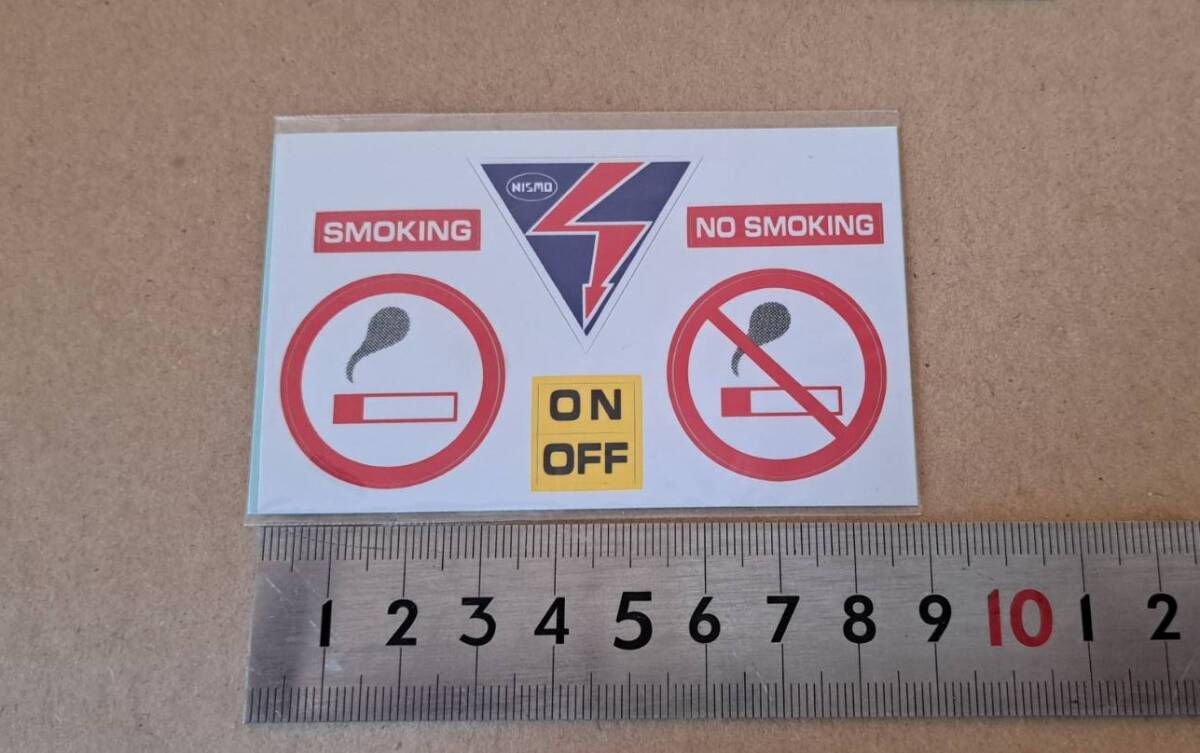 NISMO
SMOKING
NO SMOKING
ON
OFF
1 2 3 4 5 6 7 8 9 10 1 2